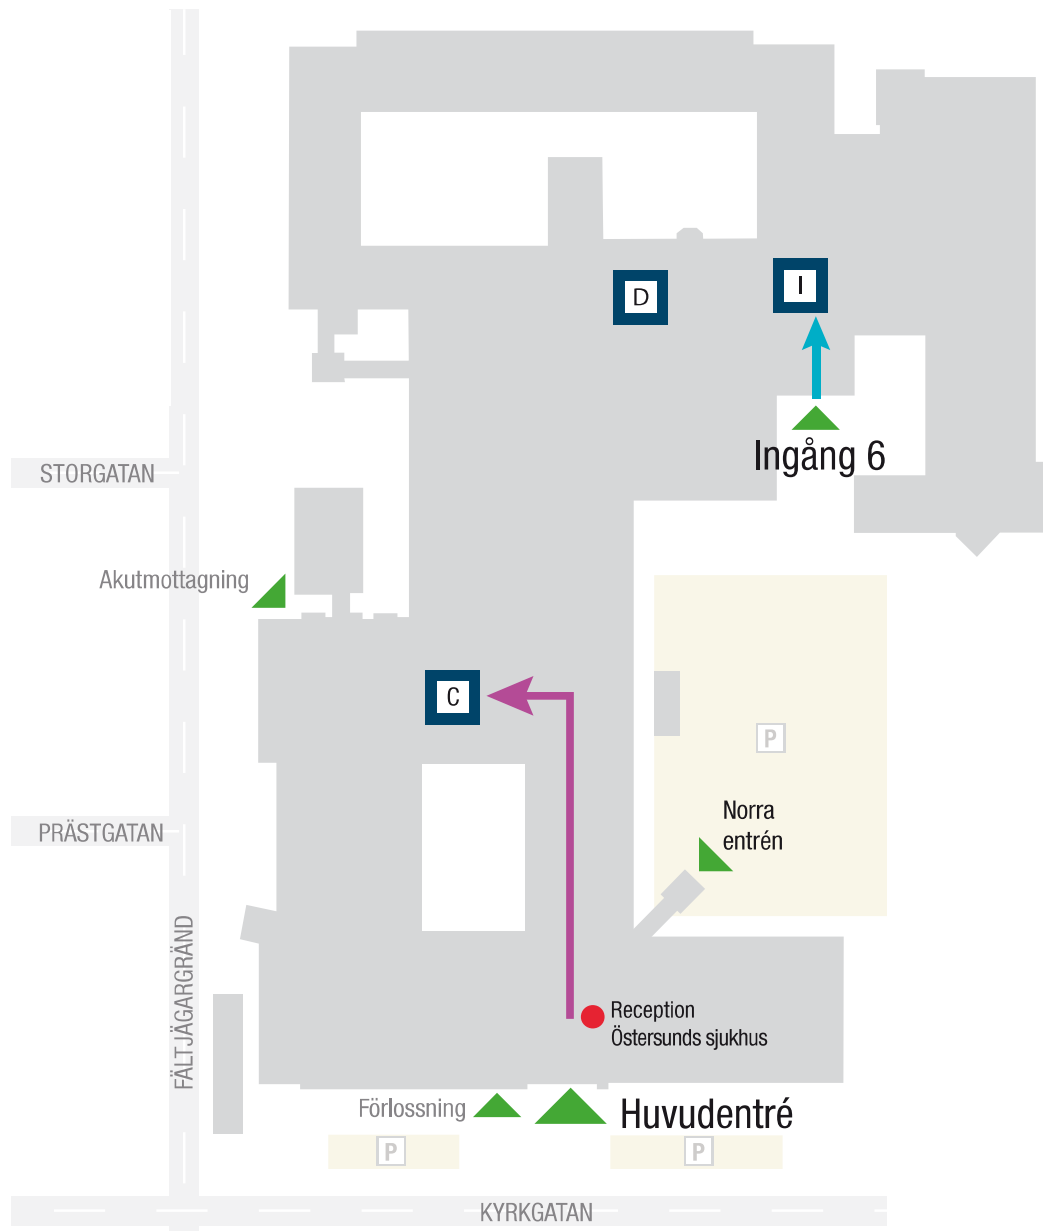 D
I
Ingång 6
STORGATAN
Akutmottagning
C
P
Norra
entrén
PRÄSTGATAN
FÄLTJÄGARGRÄND
Reception
Östersunds sjukhus
Förlossning
Huvudentré
P
P
KYRKGATAN